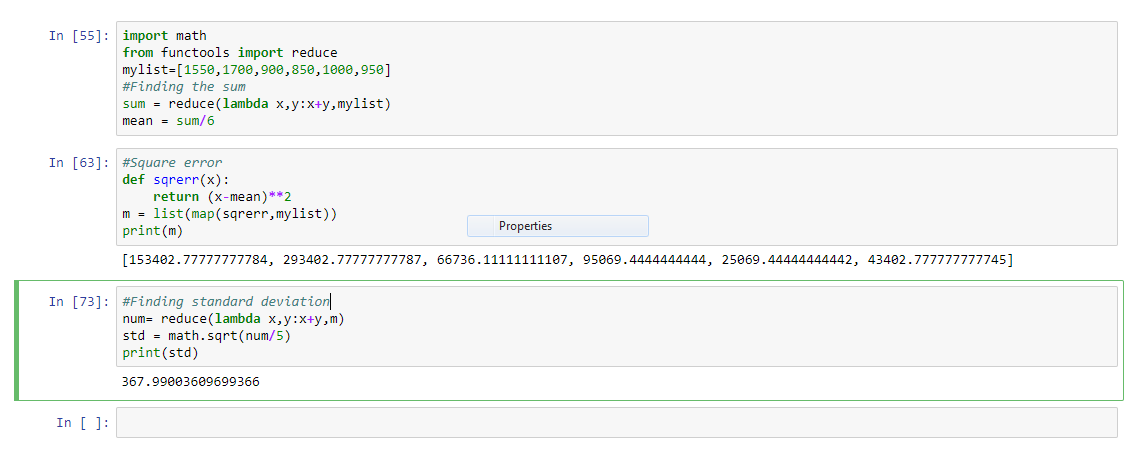 In [55]: import math
from functools import reduce
mylist=[1550,1700,900,850,1000,950]
#Finding the sum
sum = reduce(lambda x,y:x+y,mylist)
mean = sum/6
In [63]: #Square error
def sqrerr(x):
    return (x-mean)**2
m = list(map(sqrerr,mylist))
print(m)
Properties
[153402.77777777784, 293402.77777777787, 66736.11111111107, 95069.4444444444, 25069.44444444442, 43402.777777777745]
In [73]: #Finding standard deviation
num= reduce(lambda x,y:x+y,m)
std = math.sqrt(num/5)
print(std)
367.99003609699366
In [ ]: